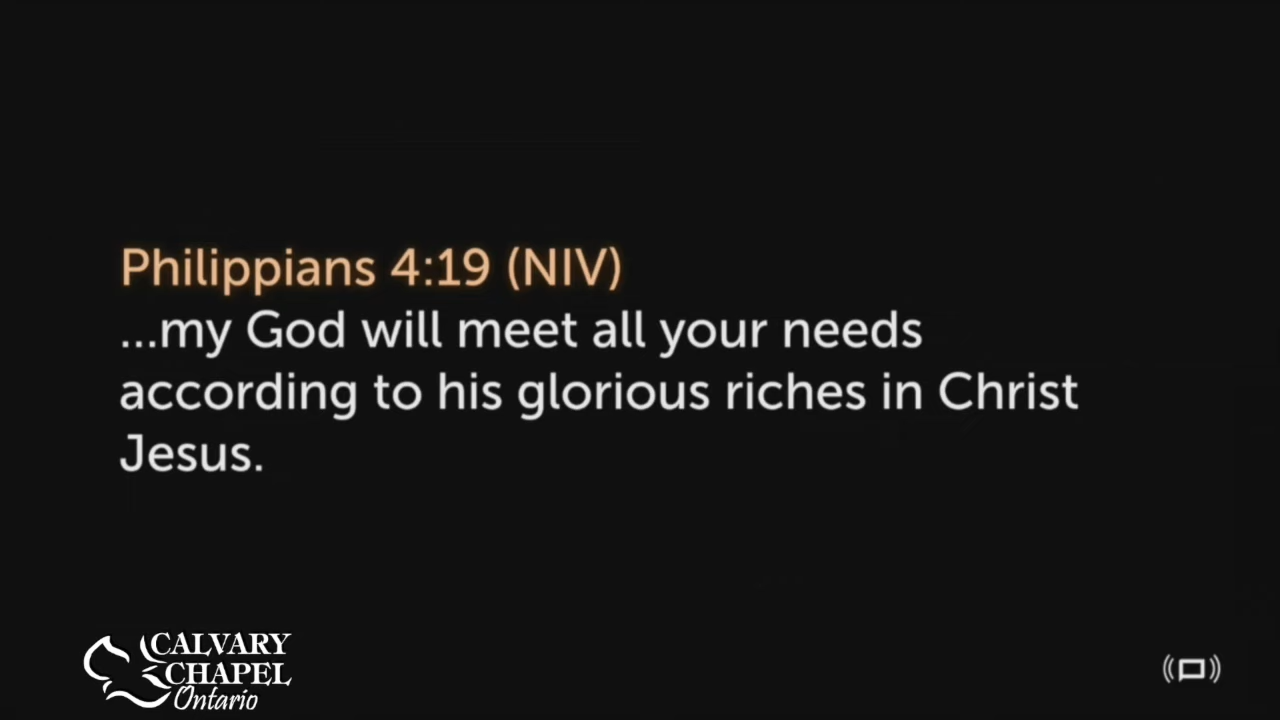 Philippians 4:19 (NIV)
...my God will meet all your needs
according to his glorious riches in Christ
Jesus.
CALVARY
CHAPEL
Ontario